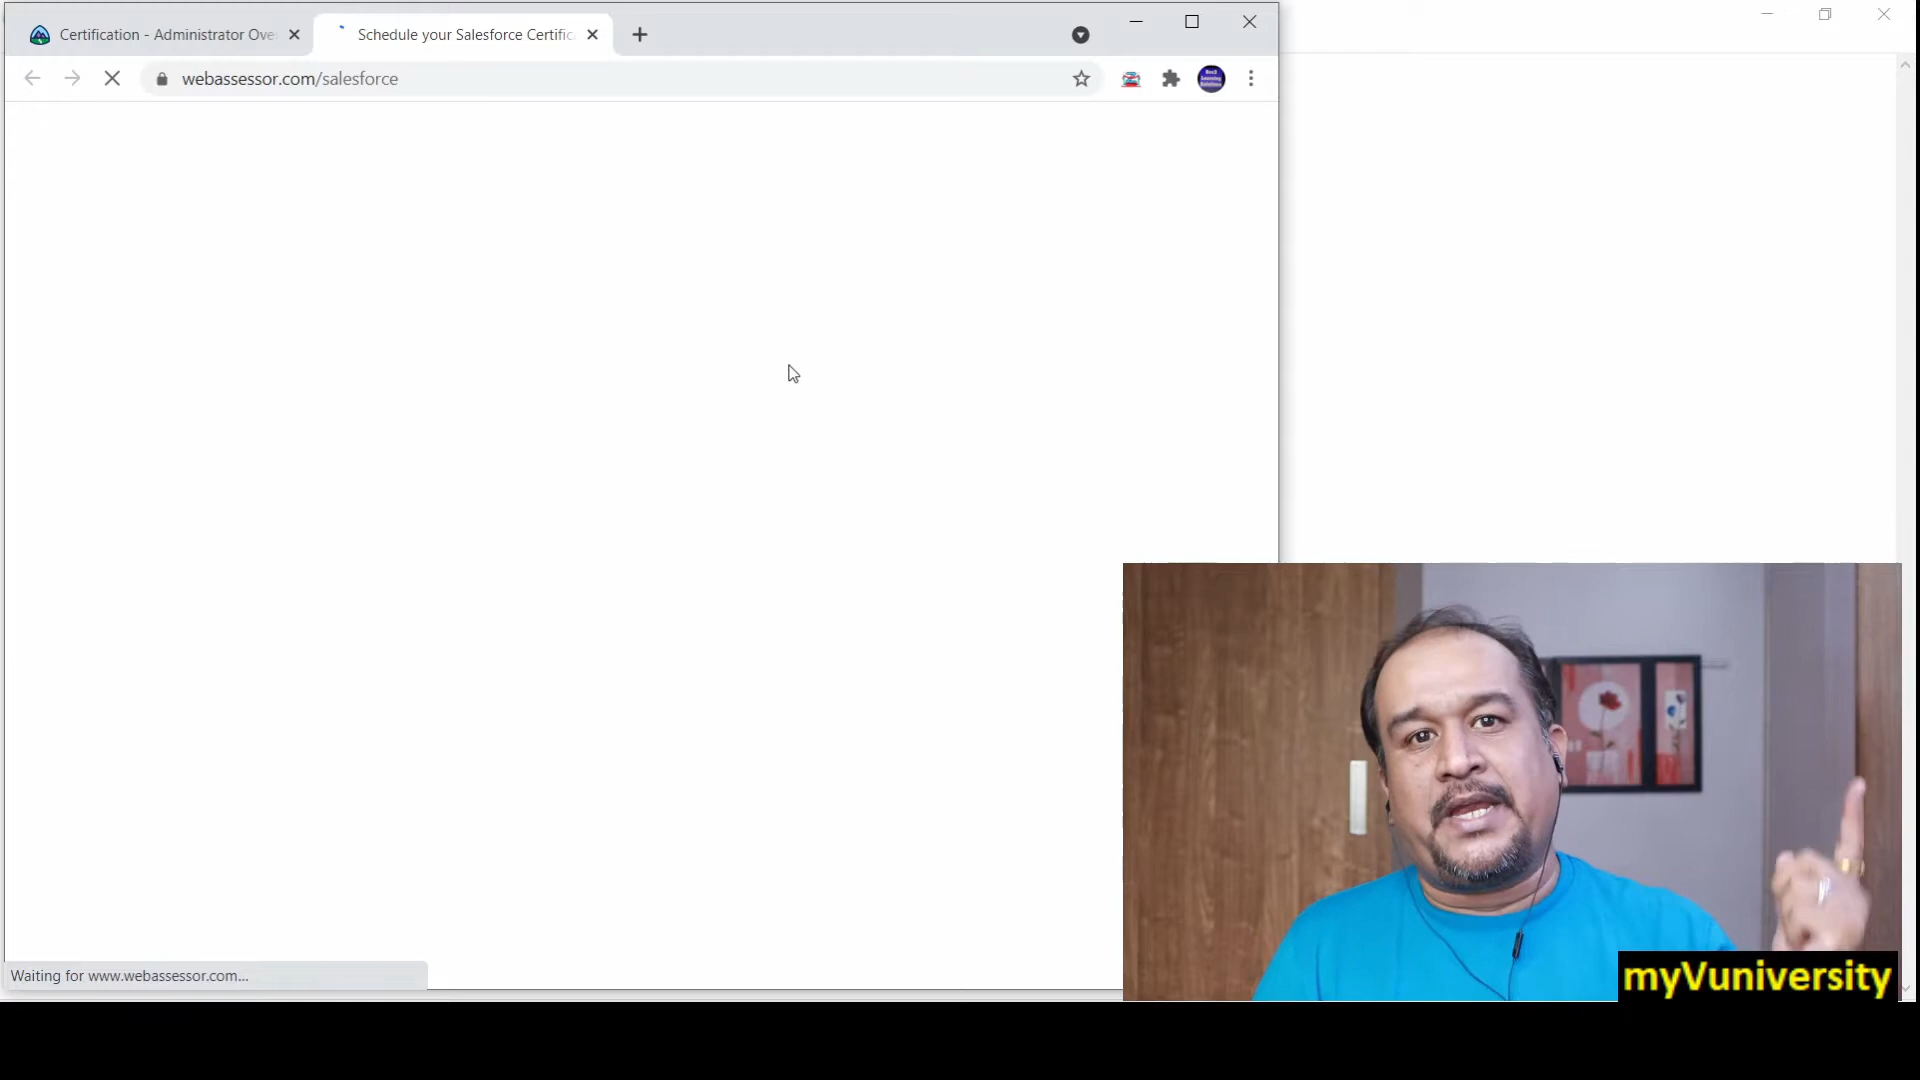 Certification - Administrator Ove
Schedule your Salesforce Certific
webassessor.com/salesforce
Waiting for www.webassessor.com...
myVuniversity